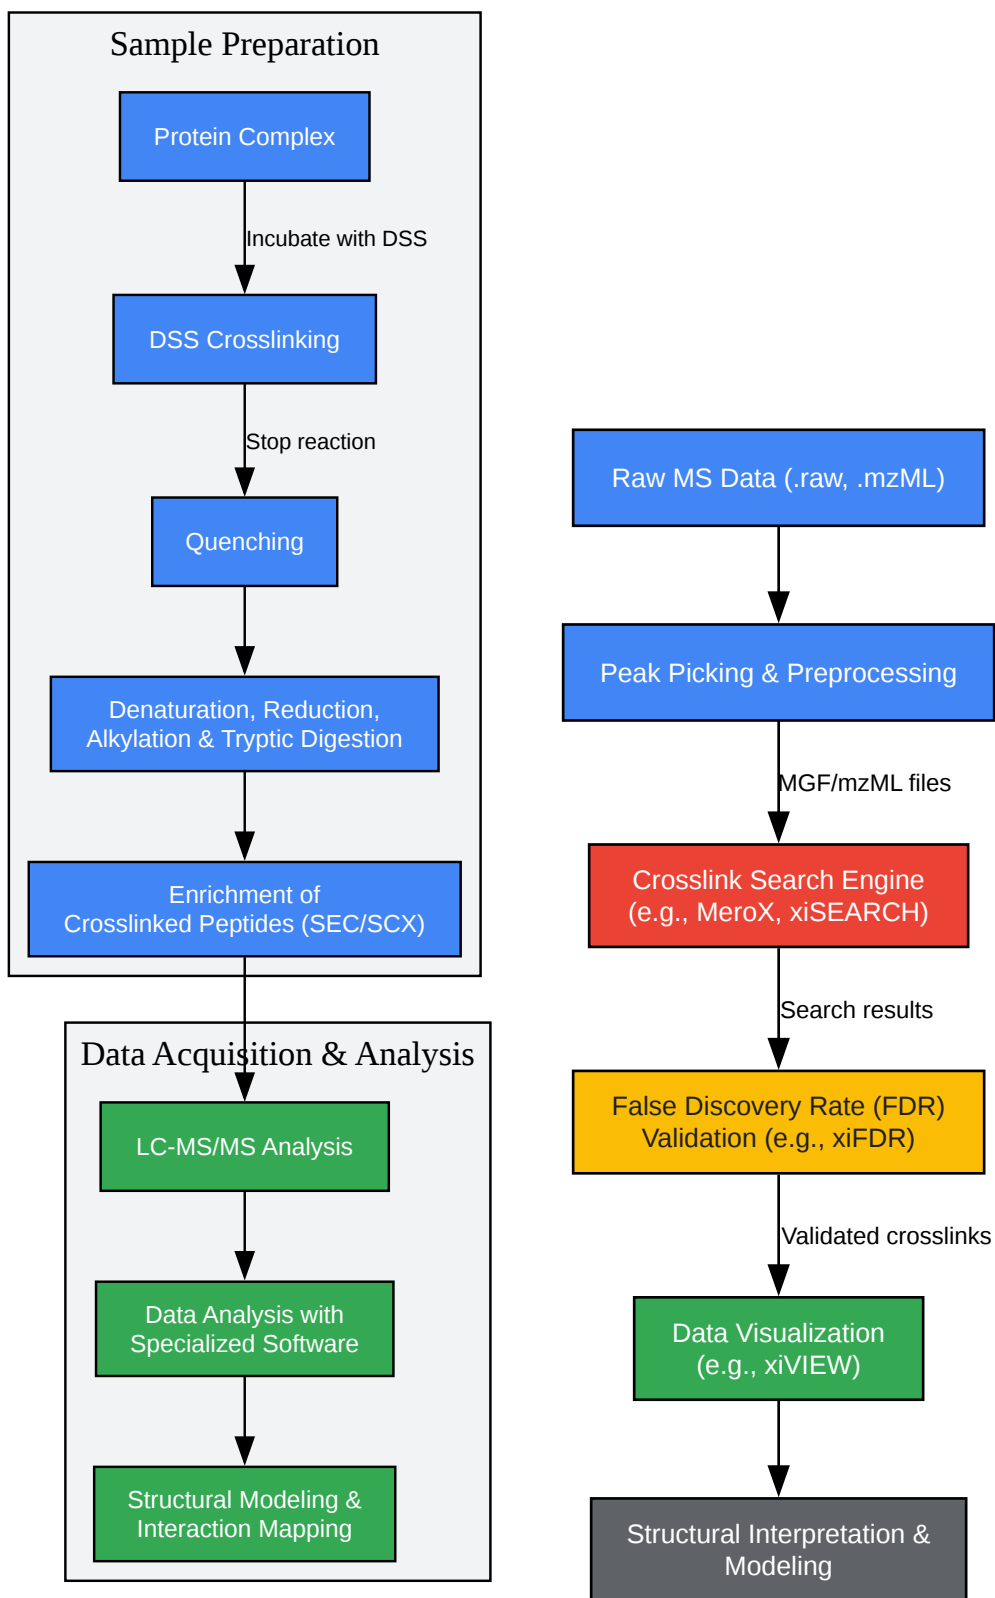 Sample Preparation
Protein Complex
Incubate with DSS
DSS Crosslinking
Stop reaction
Quenching
Denaturation, Reduction,
Alkylation & Tryptic Digestion
Enrichment of
Crosslinked Peptides (SEC/SCX)
Data Acquisition & Analysis
LC-MS/MS Analysis
Data Analysis with
Specialized Software
Structural Modeling &
Interaction Mapping
Raw MS Data (.raw, .mzML)
Peak Picking & Preprocessing
MGF/mzML files
Crosslink Search Engine
(e.g., MeroX, xiSEARCH)
Search results
False Discovery Rate (FDR)
Validation (e.g., xiFDR)
Validated crosslinks
Data Visualization
(e.g., xiVIEW)
Structural Interpretation &
Modeling